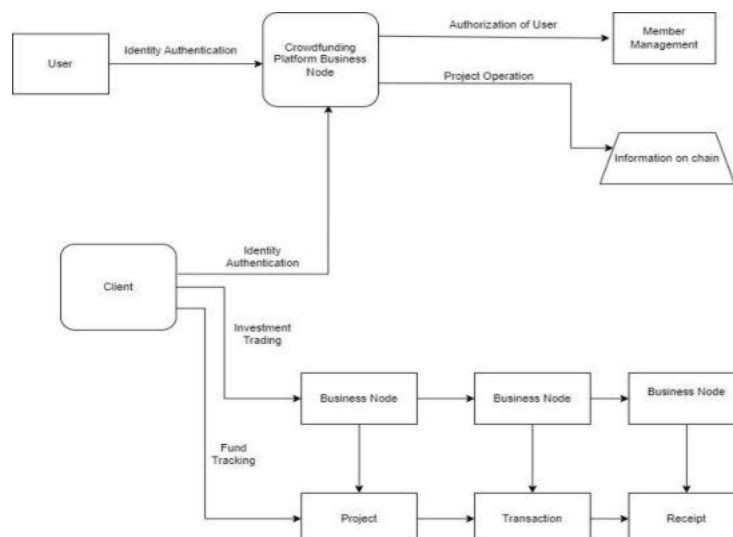 Authorization of User
Member
Management
Identity Authentication
Crowdfunding
Platform Business
Node
User
Project Operation
Information on chain
Identity
Authentication
Client
Investment
Trading
Business Node
Business Node
Business Node
Fund
Tracking
Project
Transaction
Receipt